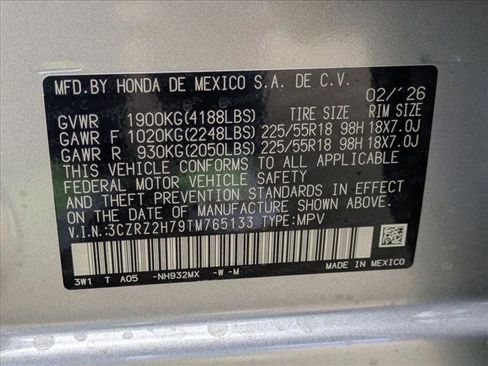 MFD.BY HONDA DE MEXICO S.A. DE C.V.
02/'26
GVWR 1900KG(4188LBS) TIRE SIZE RIM SIZE
GAWR F 1020KG(2248LBS) 225/55R18 98H 18X7.0J
GAWR R 930KG(2050LBS) 225/55R18 98H 18X7.0J
THIS VEHICLE CONFORMS TO ALL APPLICABLE
FEDERAL MOTOR VEHICLE SAFETY
AND THEFT PREVENTION STANDARDS IN EFFECT
ON THE DATE OF MANUFACTURE SHOWN ABOVE.
V.I.N:3CZRZ2H79TM765133 TYPE:MPV
3W1 T A05 -NH932MX -W -M
MADE IN MEXICO